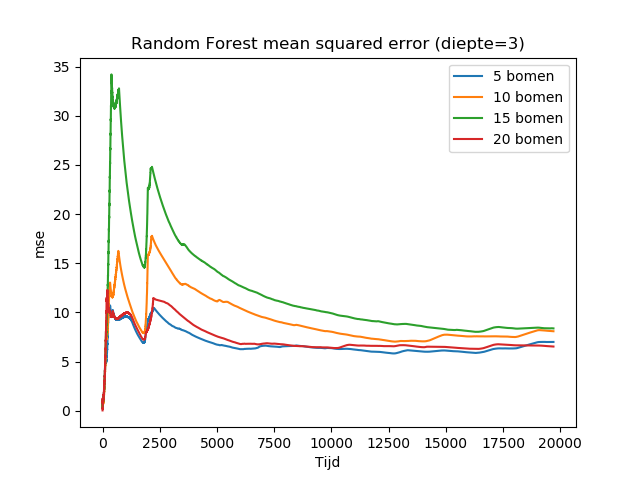 Random Forest mean squared error (diepte=3)
35
30
25
20
15
10
5
0
mse
5 bomen
10 bomen
15 bomen
20 bomen
0 2500 5000 7500 10000 12500 15000 17500 20000
Tijd